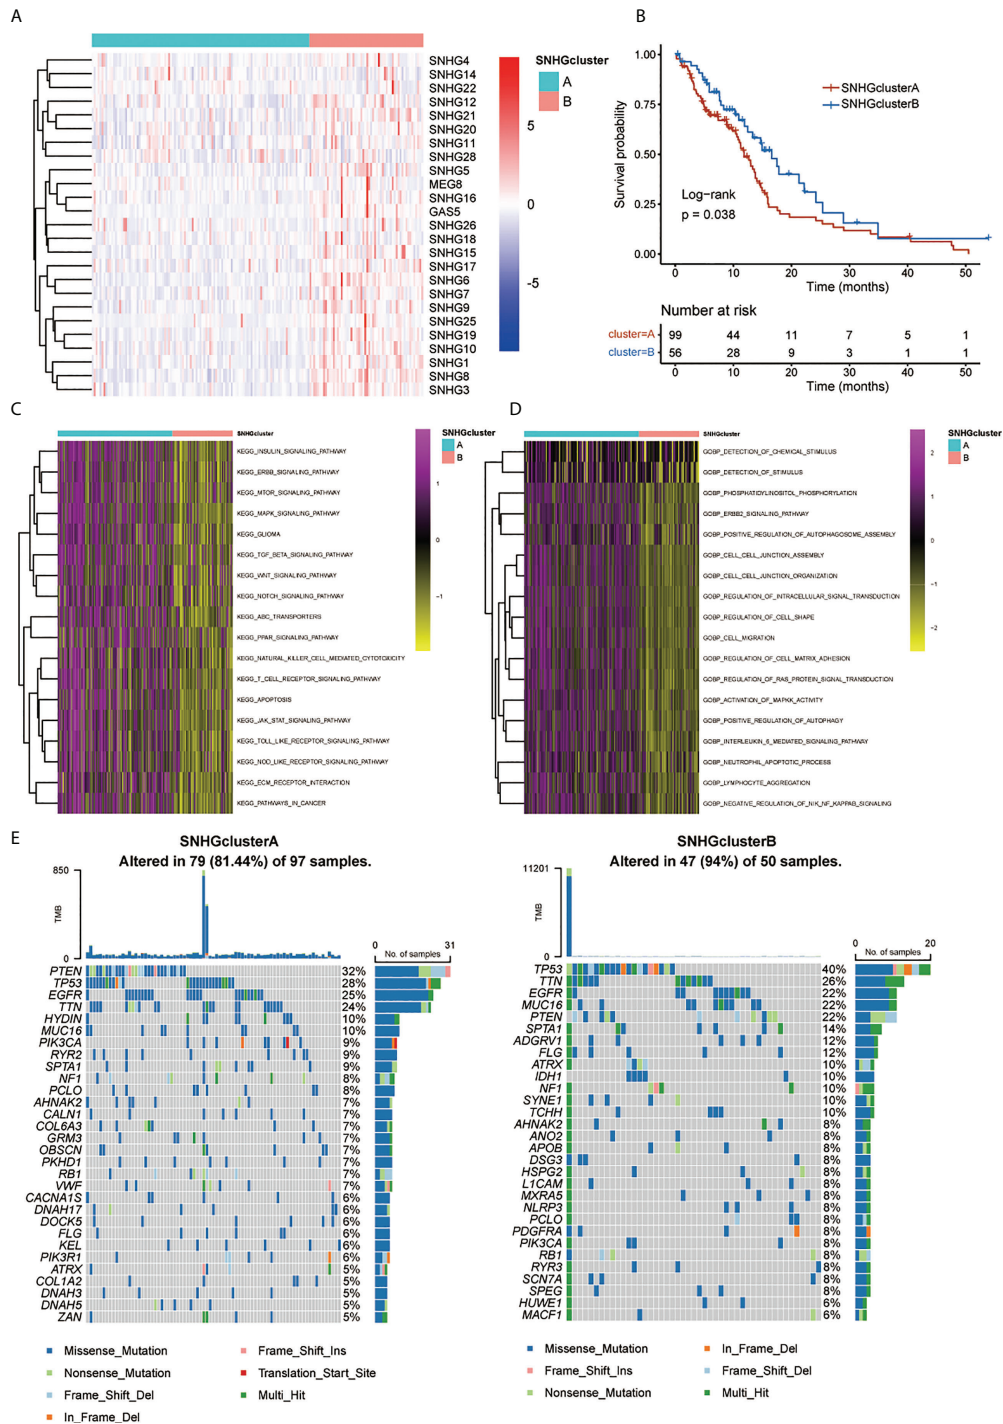 A
SNHGcluster
A
B
5
0
-5
SNHG4
SNHG14
SNHG22
SNHG12
SNHG21
SNHG20
SNHG11
SNHG28
SNHG5
MEG8
SNHG16
GAS5
SNHG26
SNHG18
SNHG15
SNHG17
SNHG6
SNHG7
SNHG9
SNHG25
SNHG19
SNHG10
SNHG1
SNHG8
SNHG3
B
Survival probability
1.00
0.75
0.50
0.25
0.00
SNHGclusterA
SNHGclusterB
Log-rank
p = 0.038
0 10 20 30 40 50
Time (months)
Number at risk
cluster=A 99 44 11 7 5 1
cluster=B 56 28 9 3 1 1
0 10 20 30 40 50
Time (months)
C
SNHGcluster
SNHGcluster
A
B
1
0
-1
KEGG_INSULIN_SIGNALING_PATHWAY
KEGG_ERBB_SIGNALING_PATHWAY
KEGG_MTOR_SIGNALING_PATHWAY
KEGG_MAPK_SIGNALING_PATHWAY
KEGG_GLIOMA
KEGG_TGF_BETA_SIGNALING_PATHWAY
KEGG_WNT_SIGNALING_PATHWAY
KEGG_NOTCH_SIGNALING_PATHWAY
KEGG_ABC_TRANSPORTERS
KEGG_PPAR_SIGNALING_PATHWAY
KEGG_NATURAL_KILLER_CELL_MEDIATED_CYTOTOXICITY
KEGG_T_CELL_RECEPTOR_SIGNALING_PATHWAY
KEGG_APOPTOSIS
KEGG_JAK_STAT_SIGNALING_PATHWAY
KEGG_TOLL_LIKE_RECEPTOR_SIGNALING_PATHWAY
KEGG_NOD_LIKE_RECEPTOR_SIGNALING_PATHWAY
KEGG_ECM_RECEPTOR_INTERACTION
KEGG_PATHWAYS_IN_CANCER
D
SNHGcluster
SNHGcluster
A
B
2
1
0
-1
-2
GOBP_DETECTION_OF_CHEMICAL_STIMULUS
GOBP_DETECTION_OF_STIMULUS
GOBP_PHOSPHATIDYLINOSITOL_PHOSPHORYLATION
GOBP_ERBB2_SIGNALING_PATHWAY
GOBP_POSITIVE_REGULATION_OF_AUTOPHAGOSOME_ASSEMBLY
GOBP_CELL_CELL_JUNCTION_ASSEMBLY
GOBP_CELL_CELL_JUNCTION_ORGANIZATION
GOBP_REGULATION_OF_INTRACELLULAR_SIGNAL_TRANSDUCTION
GOBP_REGULATION_OF_CELL_SHAPE
GOBP_CELL_MIGRATION
GOBP_REGULATION_OF_CELL_MATRIX_ADHESION
GOBP_REGULATION_OF_RAS_PROTEIN_SIGNAL_TRANSDUCTION
GOBP_ACTIVATION_OF_MAPKK_ACTIVITY
GOBP_POSITIVE_REGULATION_OF_AUTOPHAGY
GOBP_INTERLEUKIN_6_MEDIATED_SIGNALING_PATHWAY
GOBP_NEUTROPHIL_APOPTOTIC_PROCESS
GOBP_LYMPHOCYTE_AGGREGATION
GOBP_NEGATIVE_REGULATION_OF_NIK_NF_KAPPAB_SIGNALING
E
SNHGclusterA
Altered in 79 (81.44%) of 97 samples.
850
TMB
0
0 31
No. of samples
PTEN 32%
TP53 28%
EGFR 25%
TTN 24%
HYDIN 10%
MUC16 10%
PIK3CA 9%
RYR2 9%
SPTA1 9%
NF1 8%
PCLO 8%
AHNAK2 7%
CALN1 7%
COL6A3 7%
GRM3 7%
OBSCN 7%
PKHD1 7%
RB1 7%
VWF 7%
CACNA1S 6%
DNAH17 6%
DOCK5 6%
FLG 6%
KEL 6%
PIK3R1 6%
ATRX 5%
COL1A2 5%
DNAH3 5%
DNAH5 5%
ZAN 5%
Missense_Mutation
Nonsense_Mutation
Frame_Shift_Del
In_Frame_Del
Frame_Shift_Ins
Translation_Start_Site
Multi_Hit
SNHGclusterB
Altered in 47 (94%) of 50 samples.
11201
TMB
0
0 20
No. of samples
TP53 40%
TTN 26%
EGFR 22%
MUC16 22%
PTEN 22%
SPTA1 14%
ADGRV1 12%
FLG 12%
ATRX 10%
IDH1 10%
NF1 10%
SYNE1 10%
TCHH 10%
AHNAK2 8%
ANO2 8%
APOB 8%
DSG3 8%
HSPG2 8%
L1CAM 8%
MXRA5 8%
NLRP3 8%
PCLO 8%
PDGFRA 8%
PIK3CA 8%
RB1 8%
RYR3 8%
SCN7A 8%
SPEG 8%
HUWE1 6%
MACF1 6%
Missense_Mutation
Frame_Shift_Ins
Nonsense_Mutation
In_Frame_Del
Frame_Shift_Del
Multi_Hit